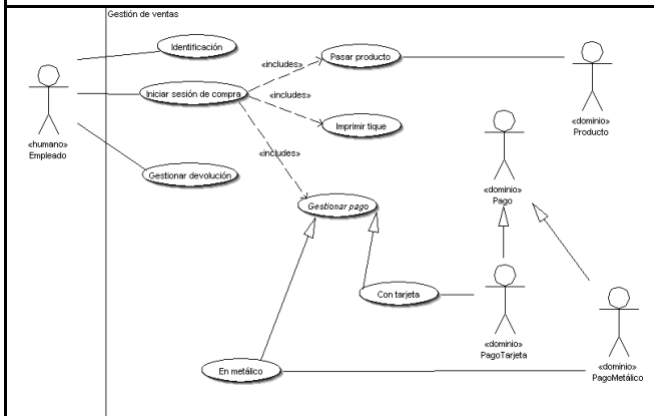 Gestión de ventas
Identificación
«includes»
Pasar producto
Iniciar sesión de compra
«includes»
Imprimir tique
«dominio»
Producto
«humano»
Empleado
«includes»
Gestionar devolución
«dominio»
Pago
Gestionar pago
Con tarjeta
«dominio»
PagoTarjeta
En metálico
«dominio»
PagoMetálico